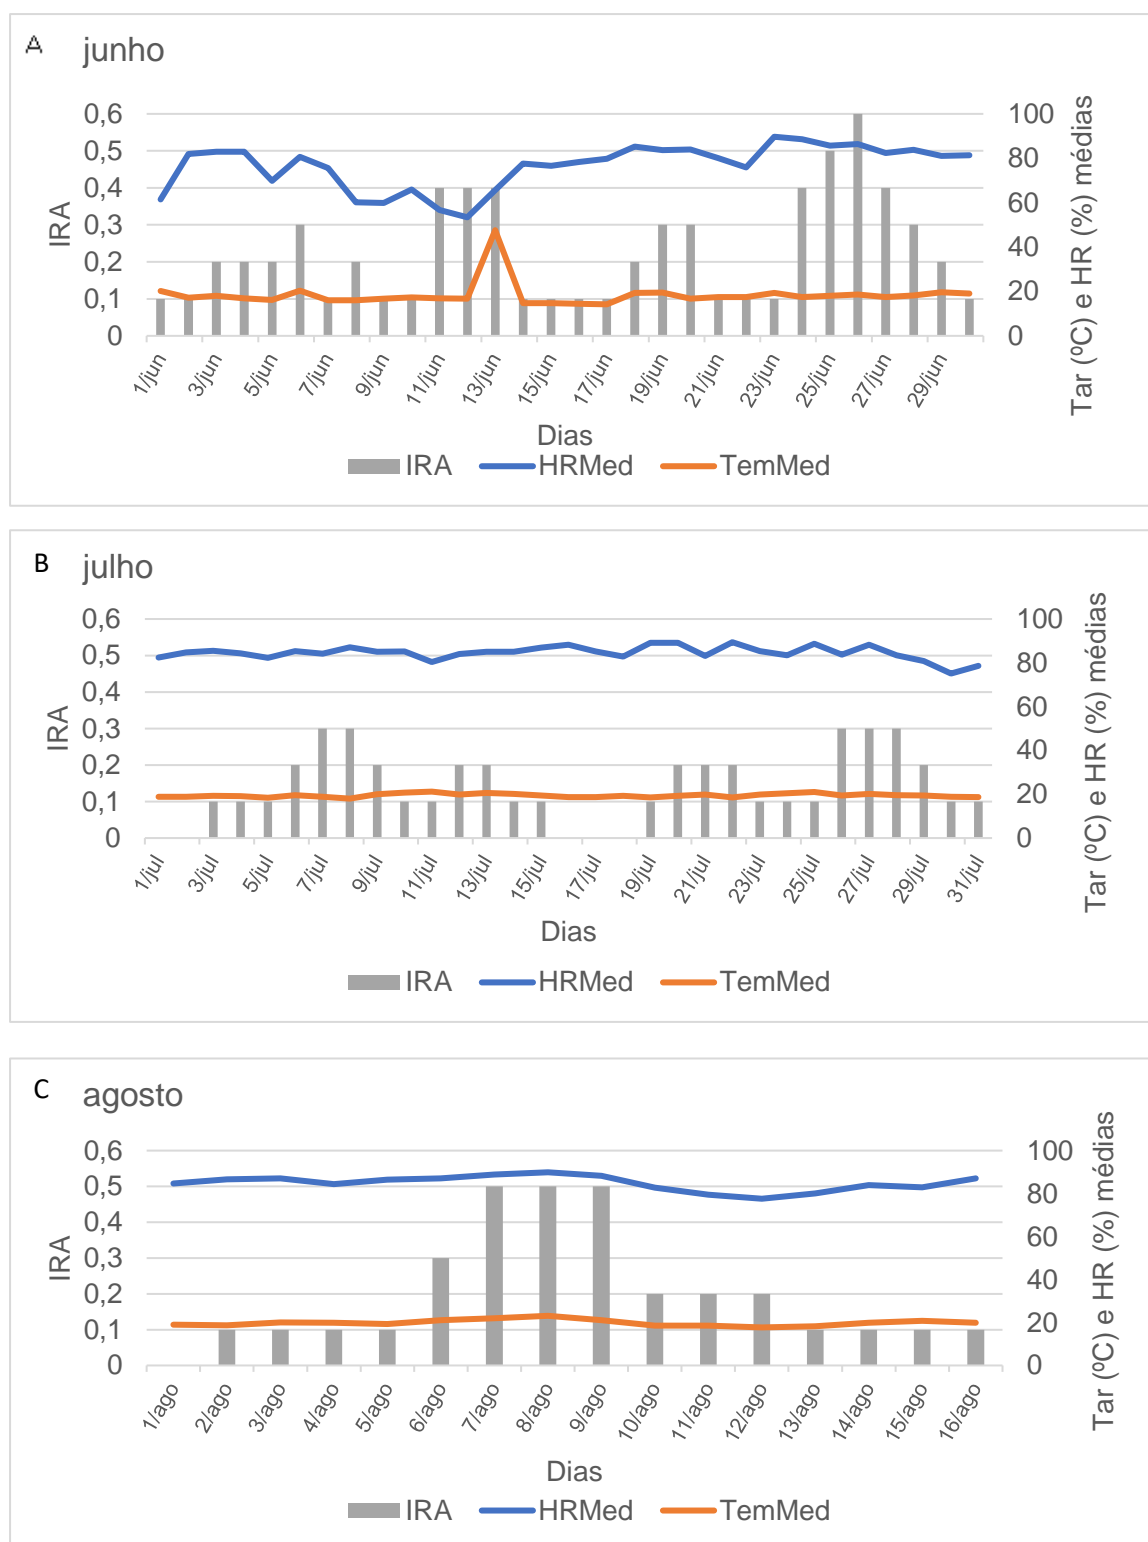 A junho
0,6
0,5
0,4
0,3
0,2
0,1
0
IRA
100
80
60
40
20
0
Tar (ºC) e HR (%) médias
1/jun 3/jun 5/jun 7/jun 9/jun 11/jun 13/jun 15/jun 17/jun 19/jun 21/jun 23/jun 25/jun 27/jun 29/jun
Dias
IRA HRMed TemMed
B julho
0,6
0,5
0,4
0,3
0,2
0,1
0
IRA
100
80
60
40
20
0
Tar (ºC) e HR (%) médias
1/jul 3/jul 5/jul 7/jul 9/jul 11/jul 13/jul 15/jul 17/jul 19/jul 21/jul 23/jul 25/jul 27/jul 29/jul 31/jul
Dias
IRA HRMed TemMed
C agosto
0,6
0,5
0,4
0,3
0,2
0,1
0
IRA
100
80
60
40
20
0
Tar (ºC) e HR (%) médias
1/ago 2/ago 3/ago 4/ago 5/ago 6/ago 7/ago 8/ago 9/ago 10/ago 11/ago 12/ago 13/ago 14/ago 15/ago 16/ago
Dias
IRA HRMed TemMed